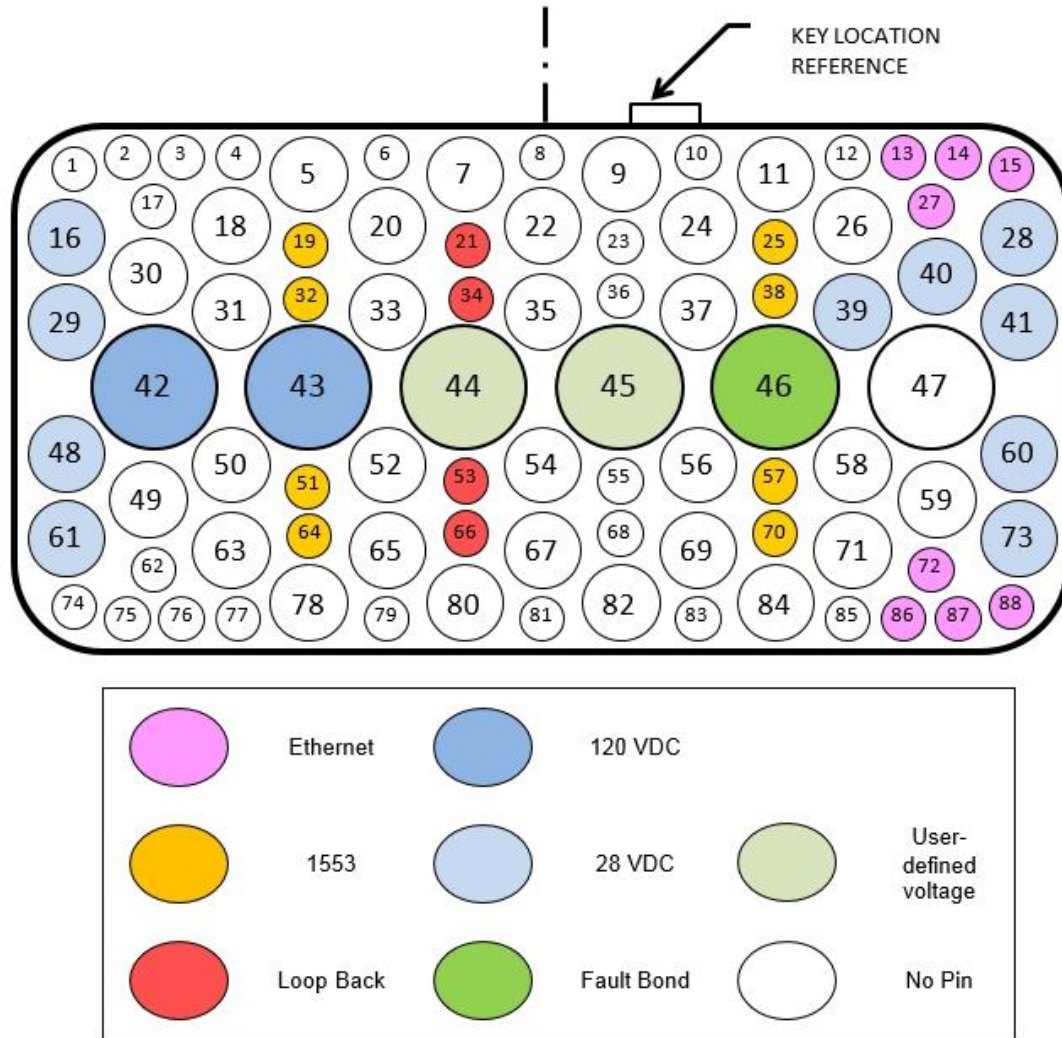 KEY LOCATION
REFERENCE
1 2 3 4 5 6 7 8 9 10 11 12 13 14 15
16 17 18 19 20 21 22 23 24 25 26 27 28
29 30 31 32 33 34 35 36 37 38 39 40 41
42 43 44 45 46 47
48 49 50 51 52 53 54 55 56 57 58 59 60
61 62 63 64 65 66 67 68 69 70 71 72 73
74 75 76 77 78 79 80 81 82 83 84 85 86 87 88
Ethernet 120 VDC
1553 28 VDC User-
defined
voltage
Loop Back Fault Bond No Pin